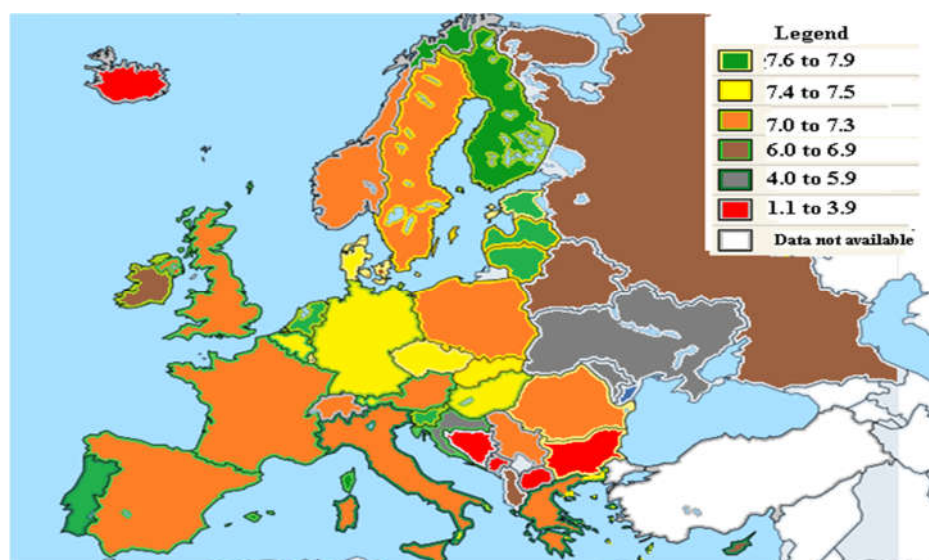 Legend
7.6 to 7.9
7.4 to 7.5
7.0 to 7.3
6.0 to 6.9
4.0 to 5.9
1.1 to 3.9
Data not available